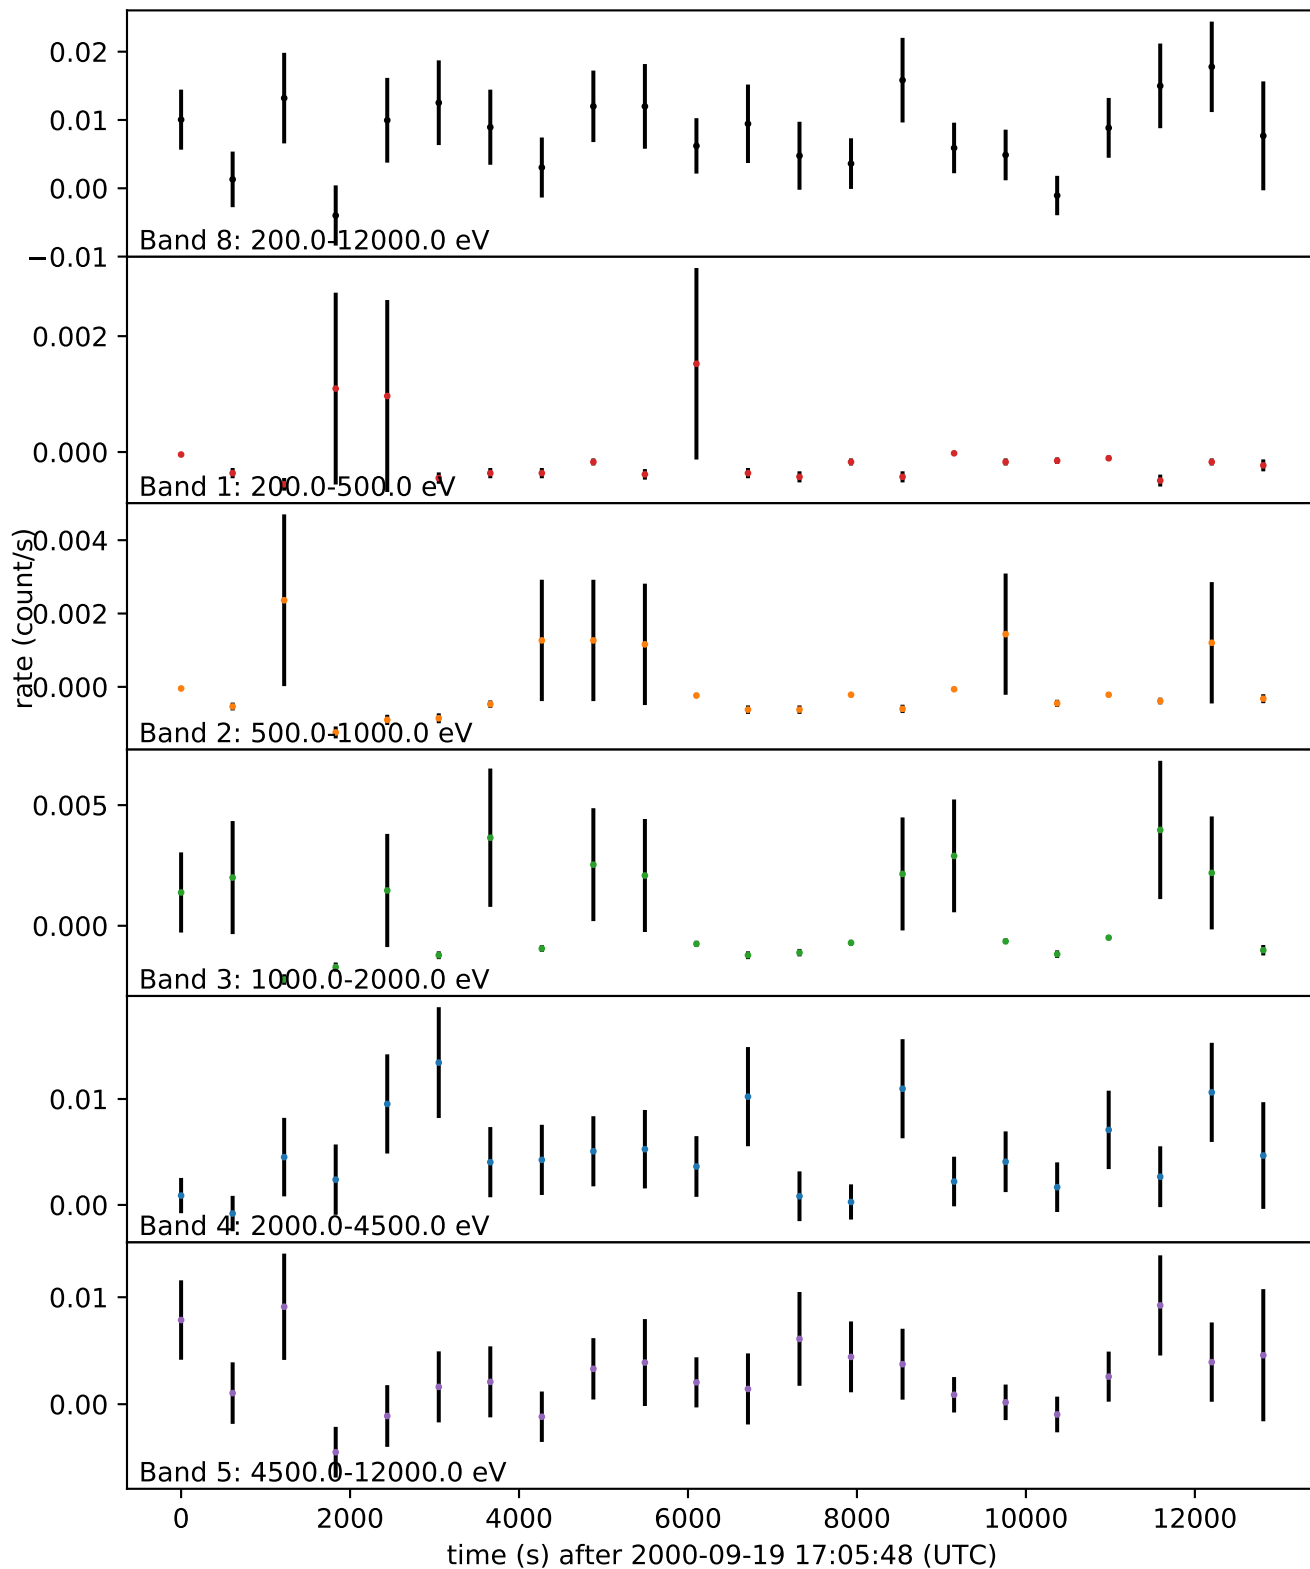 0.02
0.01
0.00
−0.01
Band 8: 200.0-12000.0 eV
0.002
0.000
Band 1: 200.0-500.0 eV
rate (count/s)
0.004
0.002
0.000
Band 2: 500.0-1000.0 eV
0.005
0.000
Band 3: 1000.0-2000.0 eV
0.01
0.00
Band 4: 2000.0-4500.0 eV
0.01
0.00
Band 5: 4500.0-12000.0 eV
0 2000 4000 6000 8000 10000 12000
time (s) after 2000-09-19 17:05:48 (UTC)